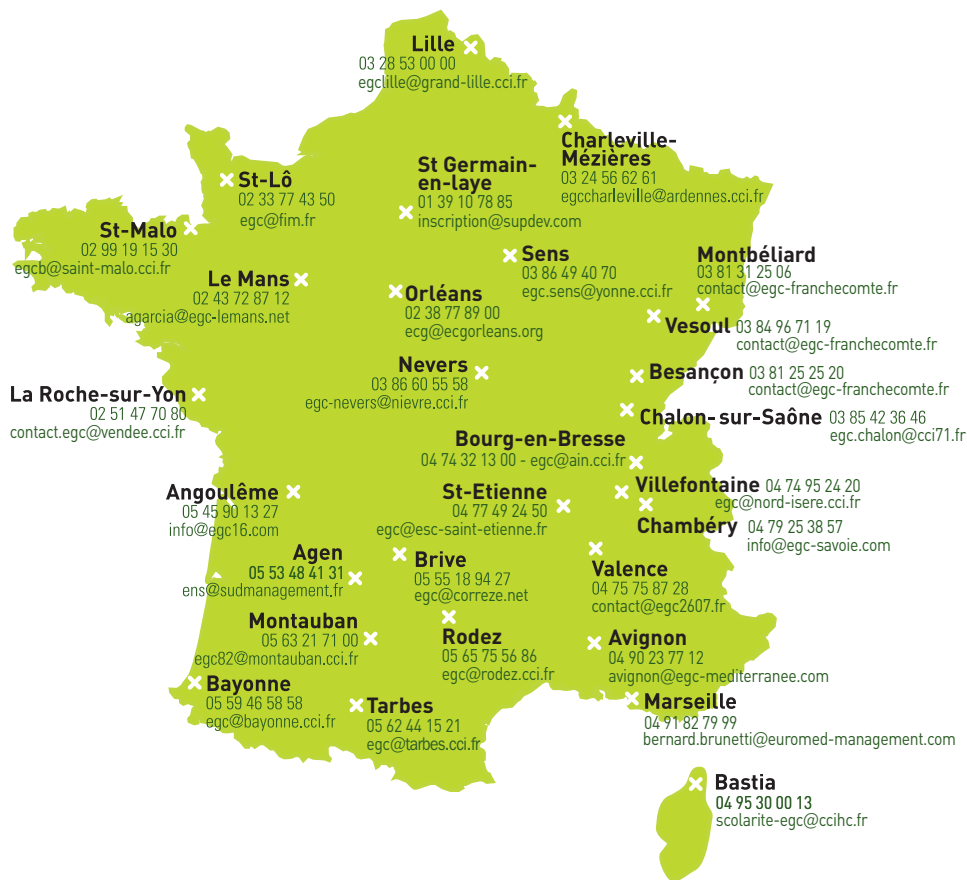 Lille
03 28 53 00 00
egclille@grand-lille.cci.fr
Charleville-
Mézières
03 24 56 62 61
egccharleville@ardennes.cci.fr
St Germain-
en-laye
01 39 10 78 85
inscription@supdev.com
St-Lô
02 33 77 43 50
egc@fim.fr
St-Malo
02 99 19 15 30
egcb@saint-malo.cci.fr
Sens
03 86 49 40 70
egc.sens@yonne.cci.fr
Montbéliard
03 81 31 25 06
contact@egc-franchecomte.fr
Le Mans
02 43 72 87 12
agarcia@egc-lemans.net
Orléans
02 38 77 89 00
ecg@ecgorleans.org
Vesoul 03 84 96 71 19
contact@egc-franchecomte.fr
Nevers
03 86 60 55 58
egc-nevers@nievre.cci.fr
Besançon 03 81 25 25 20
contact@egc-franchecomte.fr
La Roche-sur-Yon
02 51 47 70 80
contact.egc@vendee.cci.fr
Chalon-sur-Saône 03 85 42 36 46
egc.chalon@cci71.fr
Bourg-en-Bresse
04 74 32 13 00 - egc@ain.cci.fr
Angoulême
05 45 90 13 27
info@egc16.com
St-Etienne
04 77 49 24 50
egc@esc-saint-etienne.fr
Villefontaine 04 74 95 24 20
egc@nord-isere.cci.fr
Chambéry 04 79 25 38 57
info@egc-savoie.com
Agen
05 53 48 41 31
ens@sudmanagement.fr
Brive
05 55 18 94 27
egc@correze.net
Valence
04 75 75 87 28
contact@egc2607.fr
Montauban
05 63 21 71 00
egc82@montauban.cci.fr
Rodez
05 65 75 56 86
egc@rodez.cci.fr
Avignon
04 90 23 77 12
avignon@egc-mediterranee.com
Bayonne
05 59 46 58 58
egc@bayonne.cci.fr
Tarbes
05 62 44 15 21
egc@tarbes.cci.fr
Marseille
04 91 82 79 99
bernard.brunetti@euromed-management.com
Bastia
04 95 30 00 13
scolarite-egc@ccihc.fr